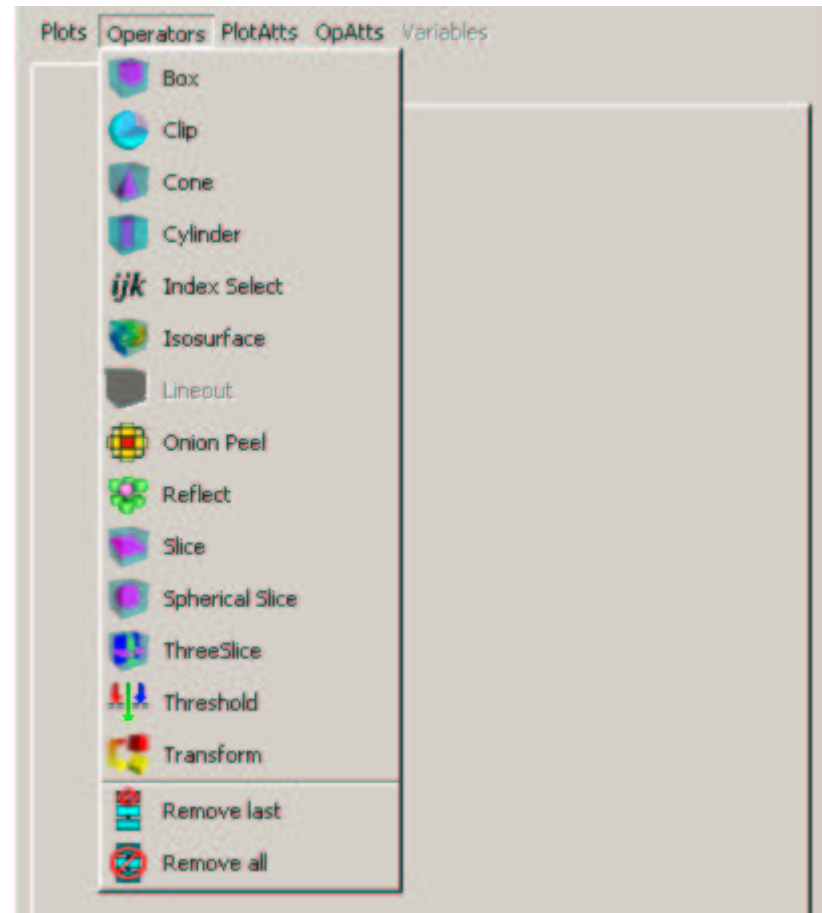 Plots Operators PlotAtts OpAtts Variables
Box
Clip
Cone
Cylinder
ijk Index Select
Isosurface
Lineout
Onion Peel
Reflect
Slice
Spherical Slice
ThreeSlice
Threshold
Transform
Remove last
Remove all